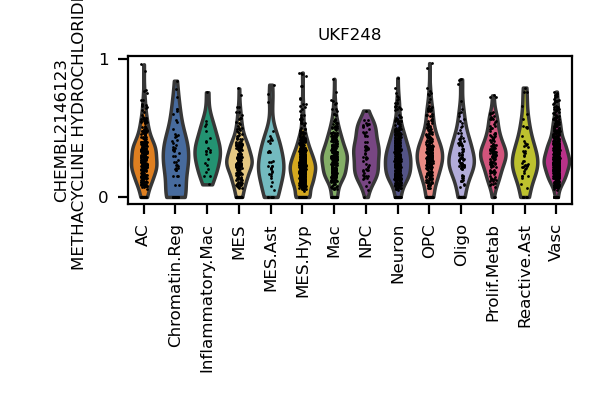 UKF248
CHEMBL2146123
METHACYCLINE HYDROCHLORIDE
1
0
AC
Chromatin.Reg
Inflammatory.Mac
MES
MES.Ast
MES.Hyp
Mac
NPC
Neuron
OPC
Oligo
Prolif.Metab
Reactive.Ast
Vasc